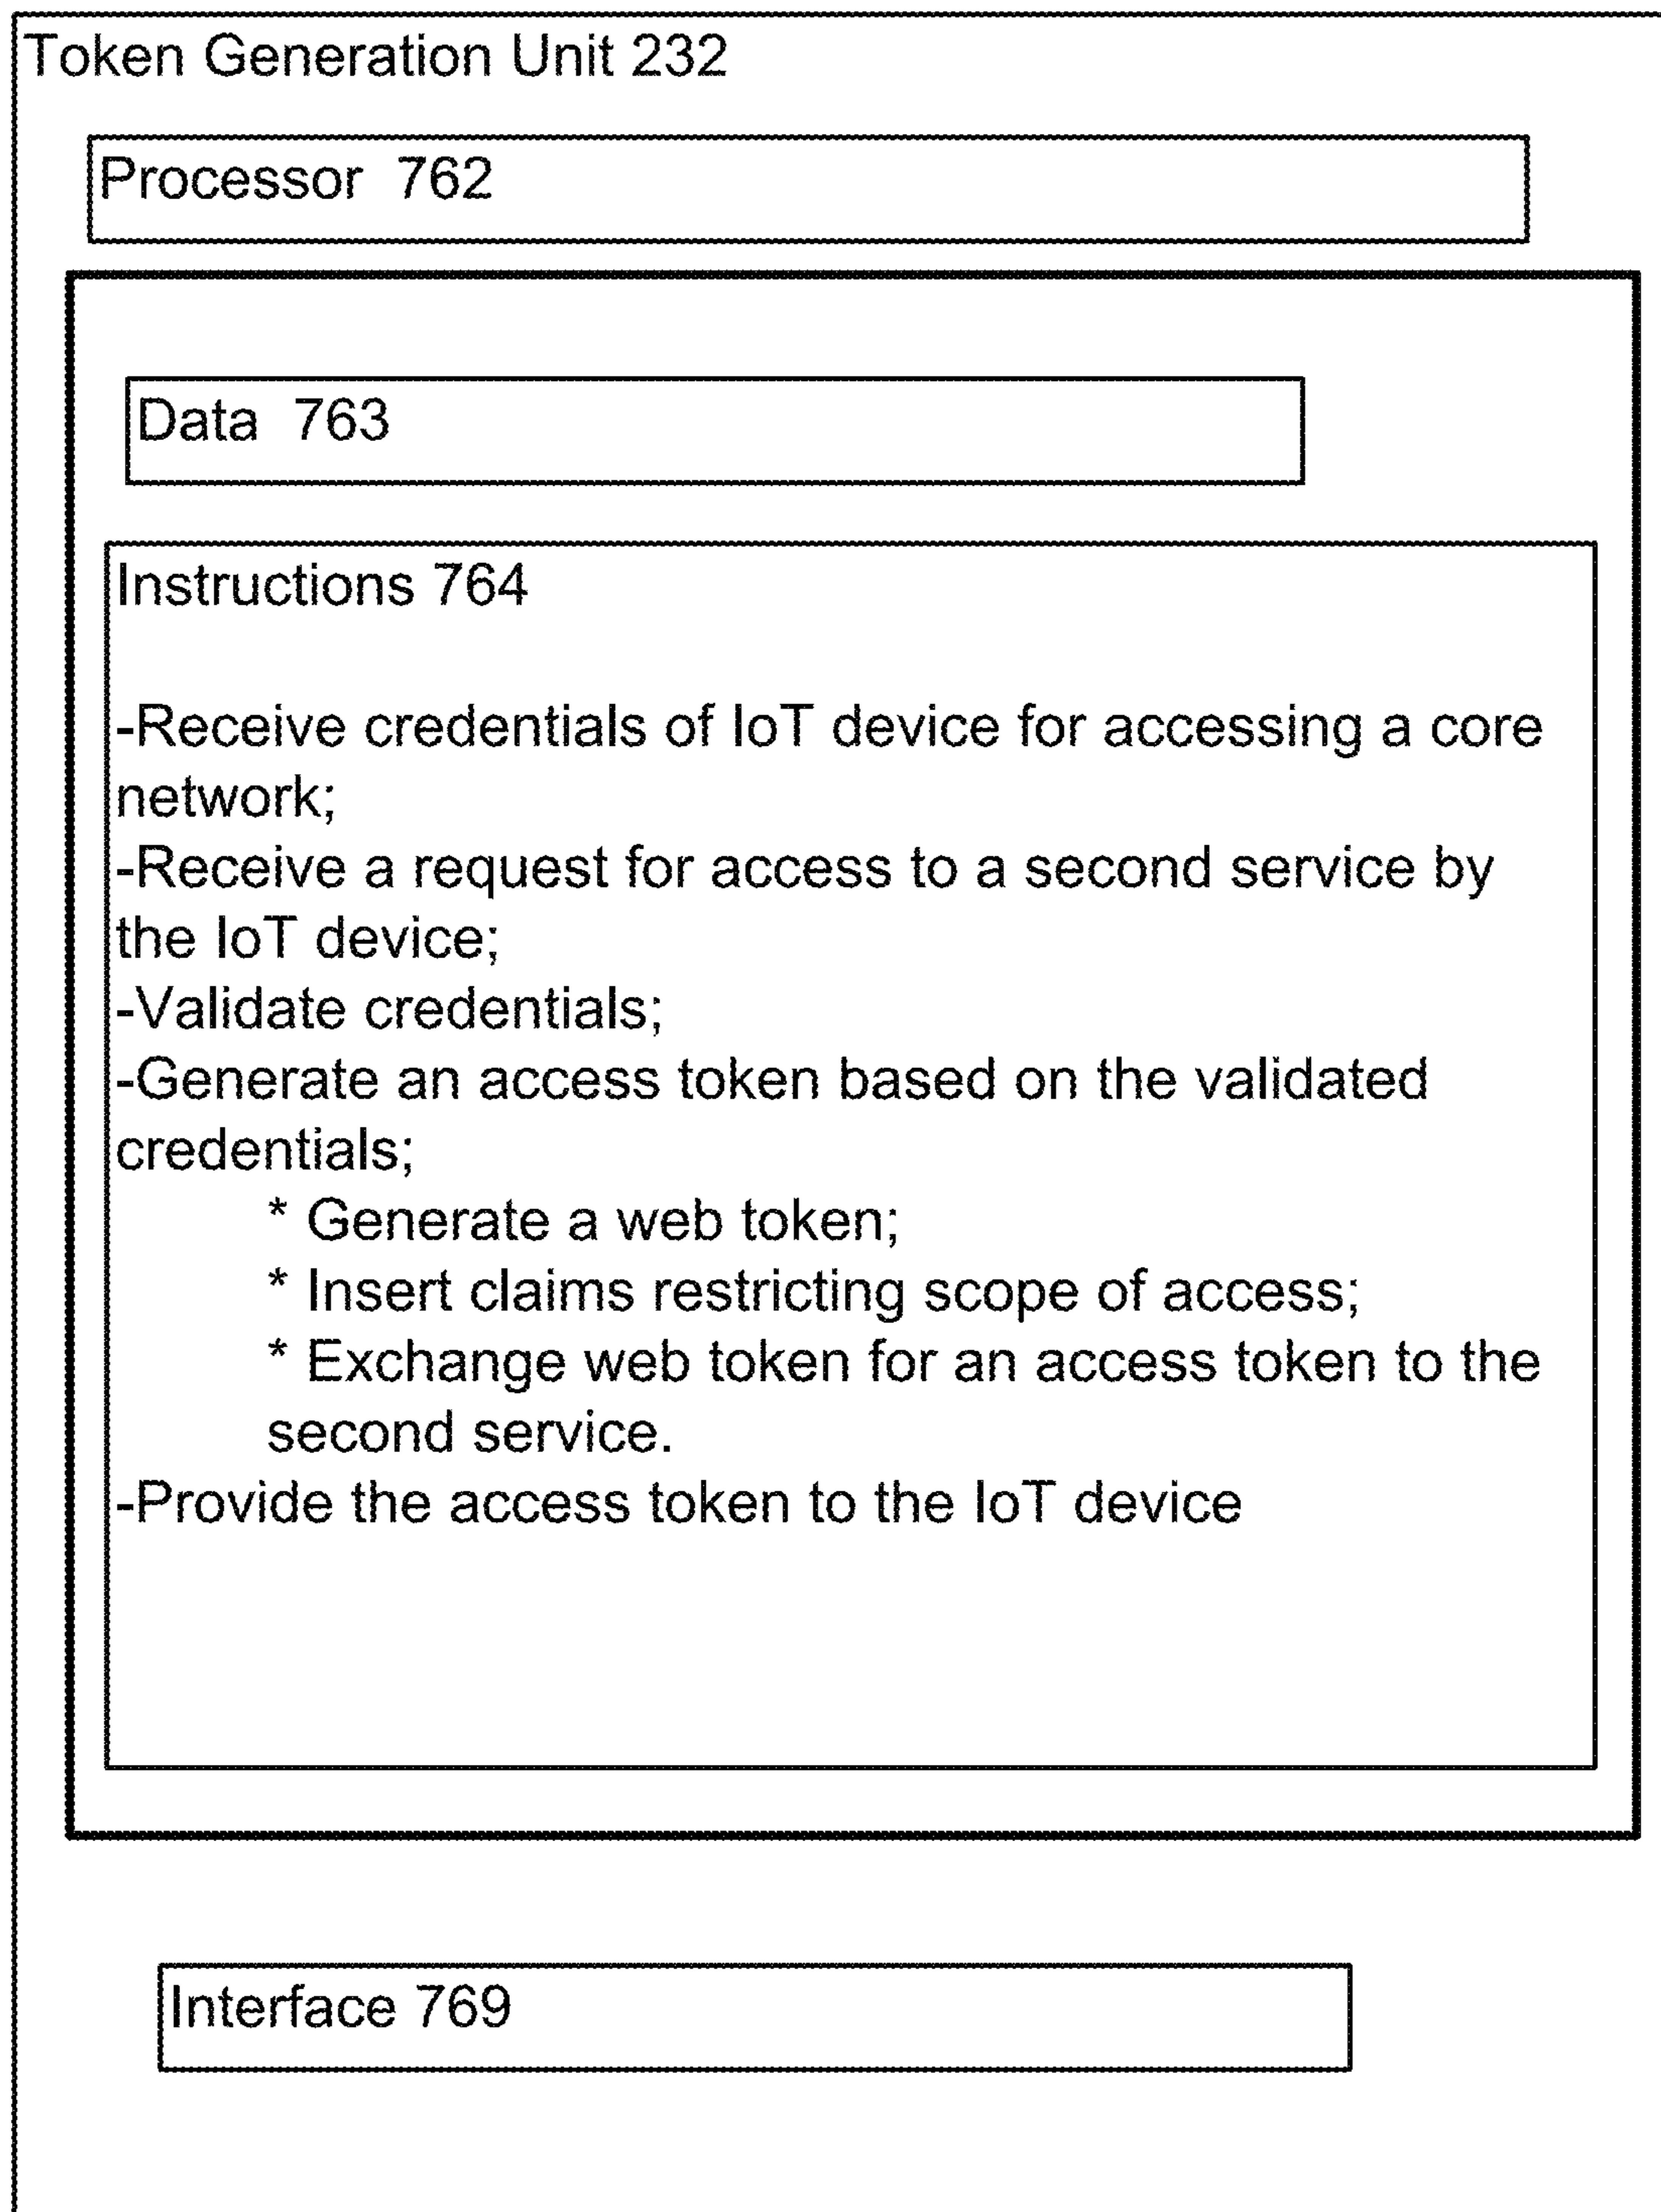 Token Generation Unit 232
Processor 762
Data 763
Instructions 764
-Receive credentials of IoT device for accessing a core
network;
-Receive a request for access to a second service by
the IoT device;
-Validate credentials;
-Generate an access token based on the validated
credentials;
* Generate a web token;
* Insert claims restricting scope of access;
* Exchange web token for an access token to the
second service.
-Provide the access token to the IoT device
Interface 769